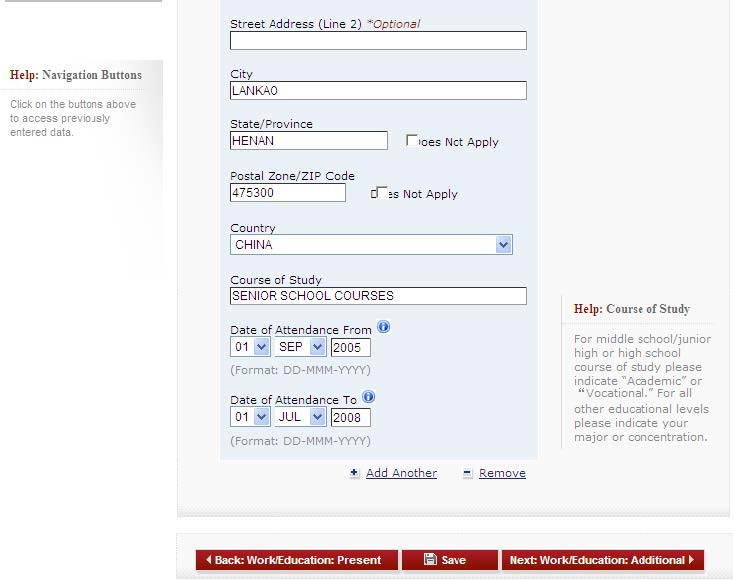 Street Address (Line 2) *Optional
Help: Navigation Buttons
Click on the buttons above
to access previously
entered data.
City
LANKAO
State/Province
HENAN
Does Not Apply
Postal Zone/ZIP Code
475300
Does Not Apply
Country
CHINA
Course of Study
SENIOR SCHOOL COURSES
Date of Attendance From
01 SEP 2005
(Format: DD-MMM-YYYY)
Date of Attendance To
01 JUL 2008
(Format: DD-MMM-YYYY)
Help: Course of Study
For middle school/junior
high or high school
course of study please
indicate “Academic” or
“Vocational.” For all
other educational levels
please indicate your
major or concentration.
Add Another Remove
Back: Work/Education: Present Save Next: Work/Education: Additional